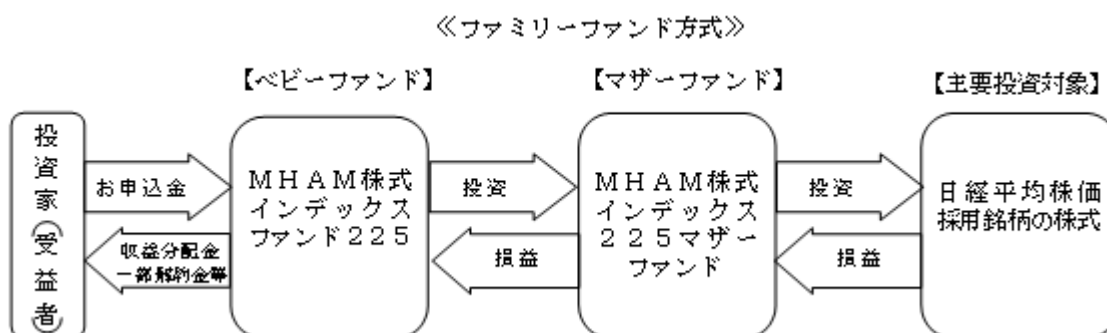 ≪ファミリーファンド方式≫
【ベビーファンド】
【マザーファンド】
【主要投資対象】
投資家(受益者)
お申込金
収益分配金
一部解約金等
MHAM株式
インデックス
ファンド225
投資
損益
MHAM株式
インデックス
225マザー
ファンド
投資
損益
日経平均株価
採用銘柄の株式